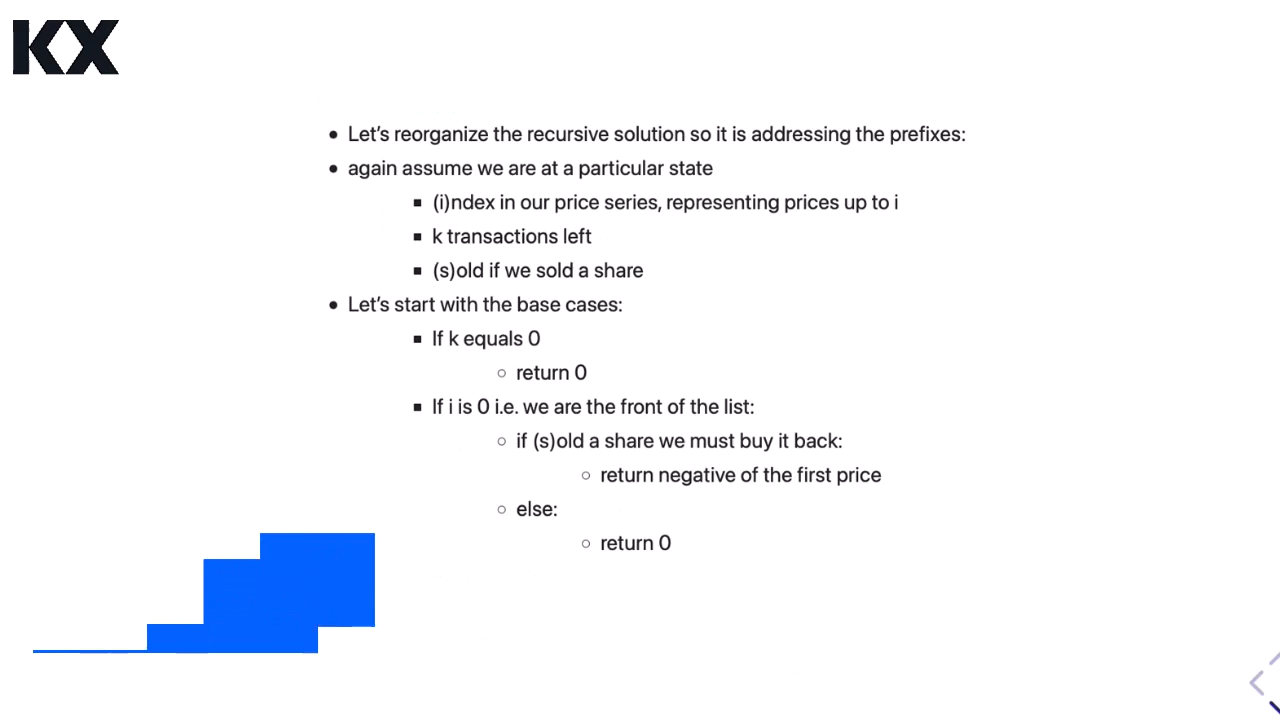 KX
Let's reorganize the recursive solution so it is addressing the prefixes:
again assume we are at a particular state
(i)ndex in our price series, representing prices up to i
k transactions left
(s)old if we sold a share
Let's start with the base cases:
If k equals 0
return 0
If i is 0 i.e. we are the front of the list:
if (s)old a share we must buy it back:
return negative of the first price
else:
return 0